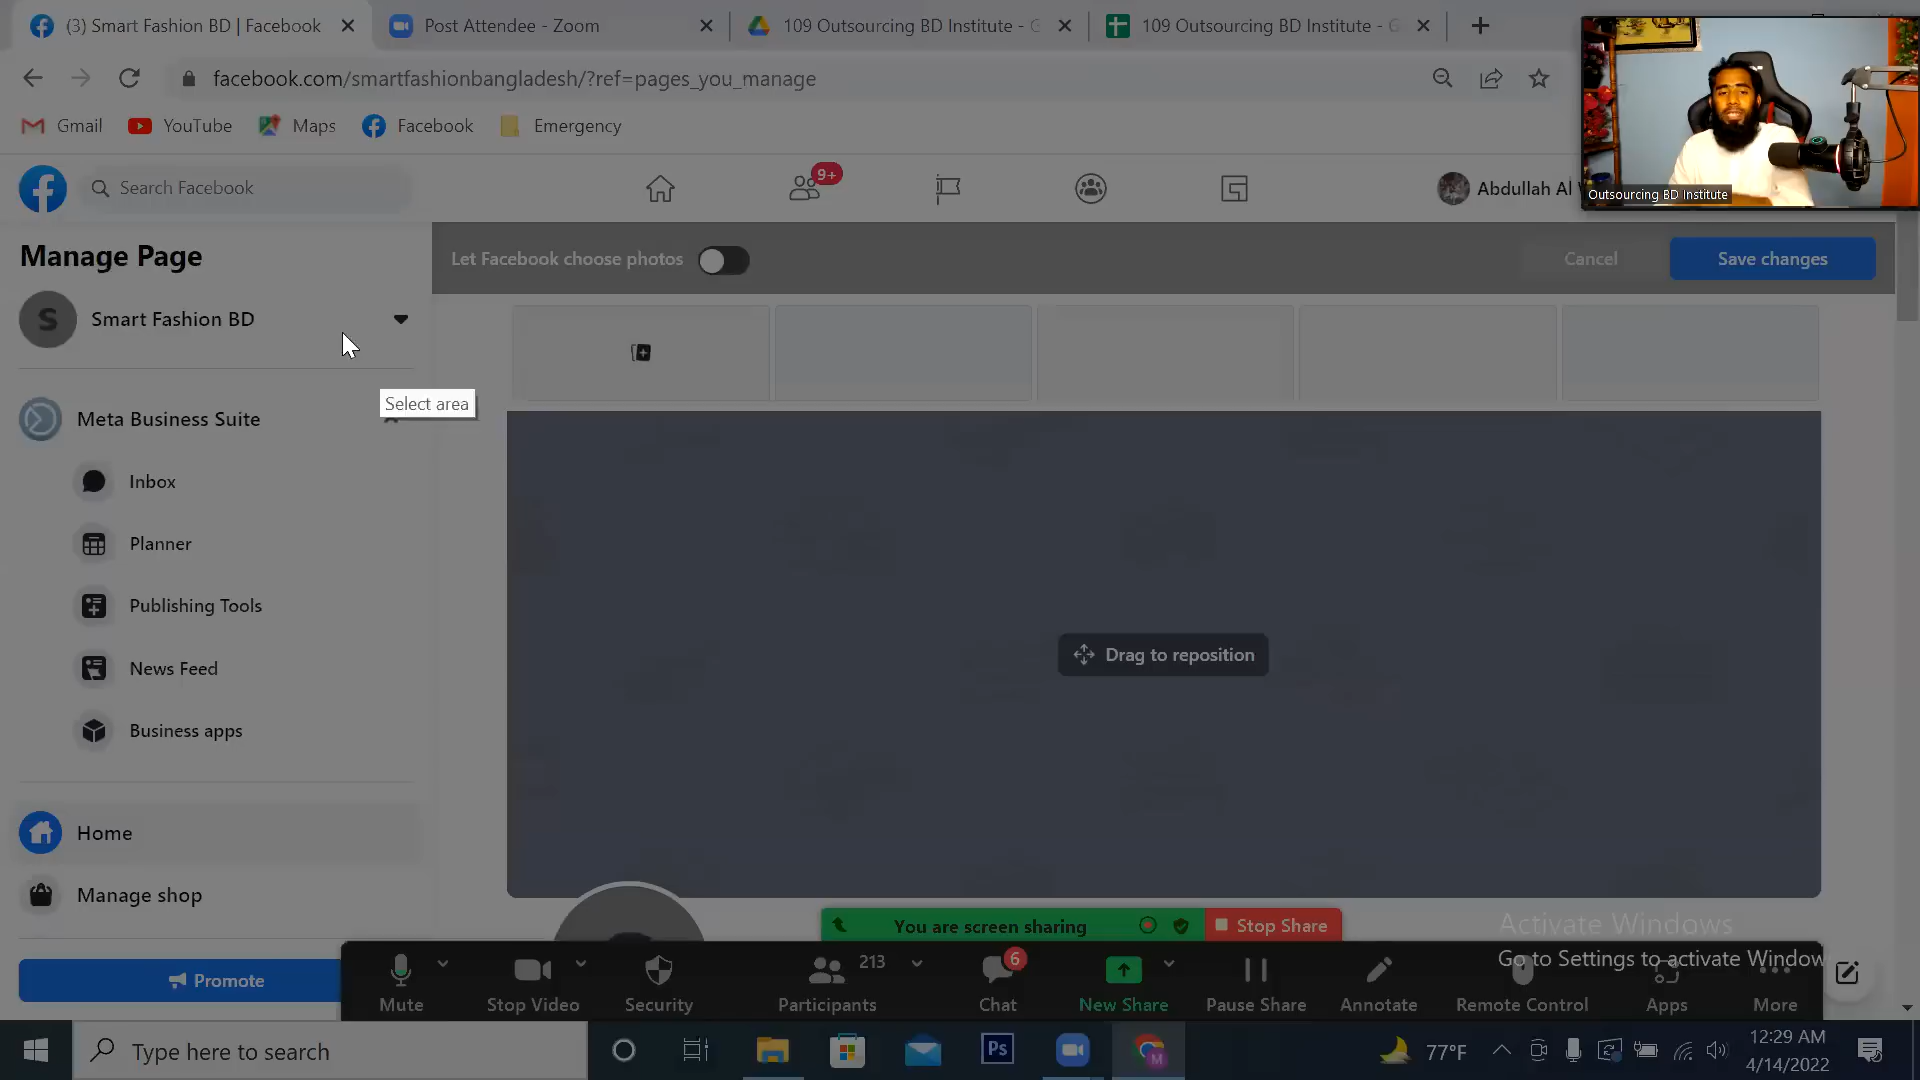 (3) Smart Fashion BD | Facebook
Post Attendee - Zoom
109 Outsourcing BD Institute - G
109 Outsourcing BD Institute - G
facebook.com/smartfashionbangladesh/?ref=pages_you_manage
Gmail
YouTube
Maps
Facebook
Emergency
Outsourcing BD Institute
Search Facebook
9+
Abdullah Al
Manage Page
Let Facebook choose photos
Cancel
Save changes
S
Smart Fashion BD
Select area
Meta Business Suite
Inbox
Planner
Publishing Tools
News Feed
Business apps
Drag to reposition
Home
Manage shop
Promote
You are screen sharing
Stop Share
Activate Windows
Go to Settings to activate Window
Mute
Stop Video
Security
213
Participants
6
Chat
New Share
Pause Share
Annotate
Remote Control
Apps
More
Type here to search
Ps
M
77°F
12:29 AM
4/14/2022